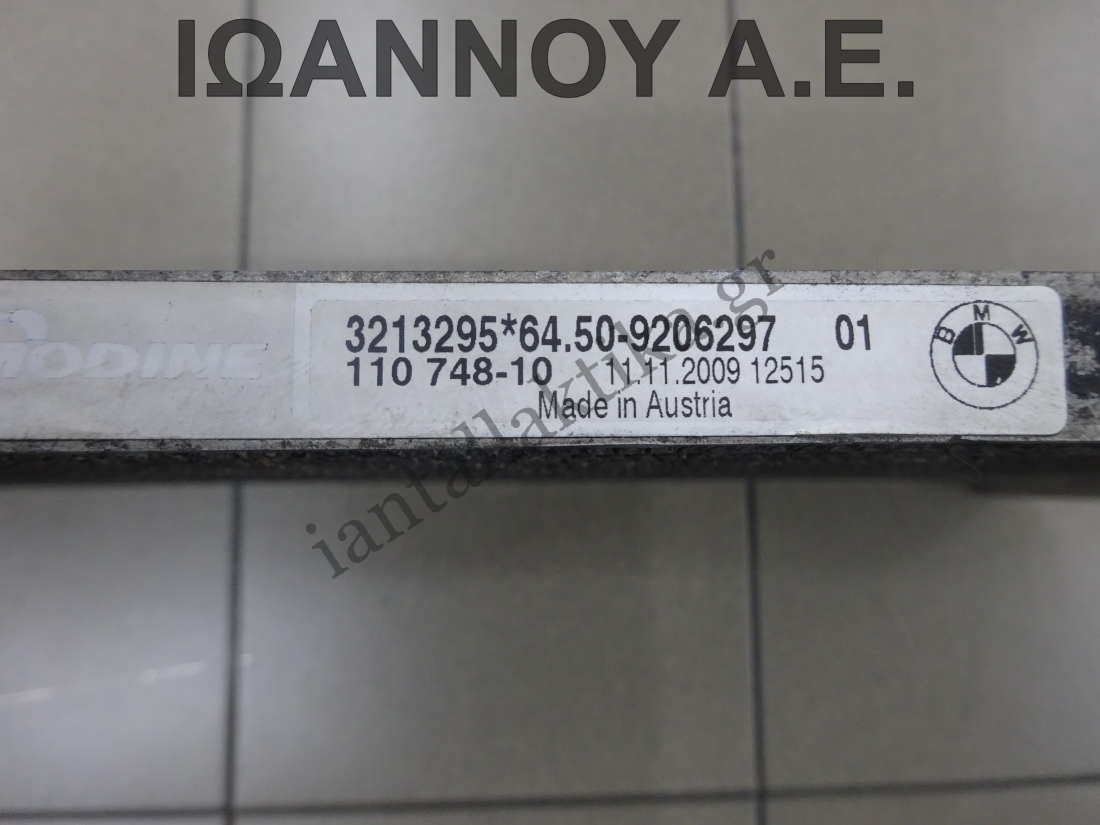 ΙΩΑΝΝΟΥ Α.Ε.
MODINE
3213295*64.50-9206297 01
110 748-10 11.11.2009 12515
Made in Austria
BMW
iantallaktika.gr